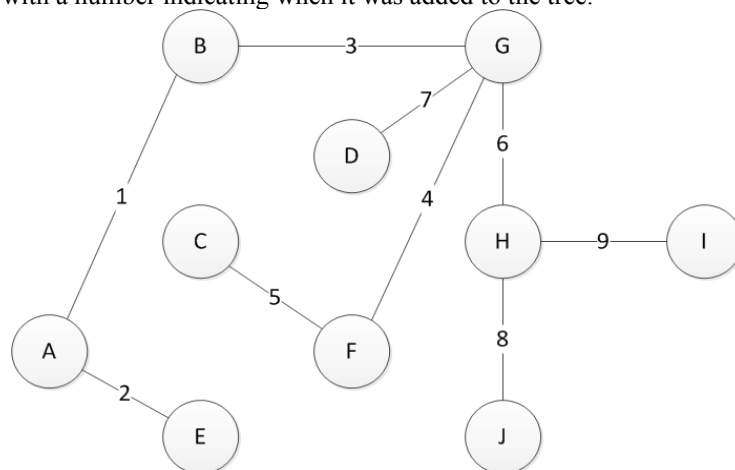 with a number indicating when it was added to the tree.
B 3 G
7
D
6
1 4
C H 9 I
5
8
A F
2
E J